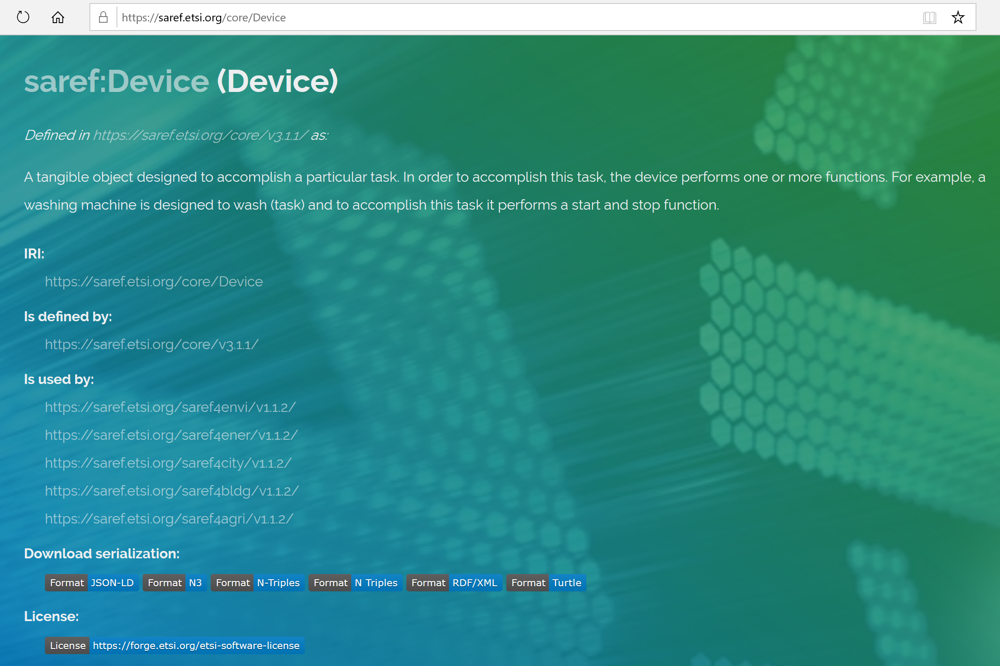 https://saref.etsi.org/core/Device
saref:Device (Device)
Defined in https://saref.etsi.org/core/v3.1.1/ as:
A tangible object designed to accomplish a particular task. In order to accomplish this task, the device performs one or more functions. For example, a
washing machine is designed to wash (task) and to accomplish this task it performs a start and stop function.
IRI:
https://saref.etsi.org/core/Device
Is defined by:
https://saref.etsi.org/core/v3.1.1/
Is used by:
https://saref.etsi.org/saref4envi/v1.1.2/
https://saref.etsi.org/saref4ener/v1.1.2/
https://saref.etsi.org/saref4city/v1.1.2/
https://saref.etsi.org/saref4bldg/v1.1.2/
https://saref.etsi.org/saref4agri/v1.1.2/
Download serialization:
Format JSON-LD Format N3 Format N-Triples Format N Triples Format RDF/XML Format Turtle
License:
License https://forge.etsi.org/etsi-software-license